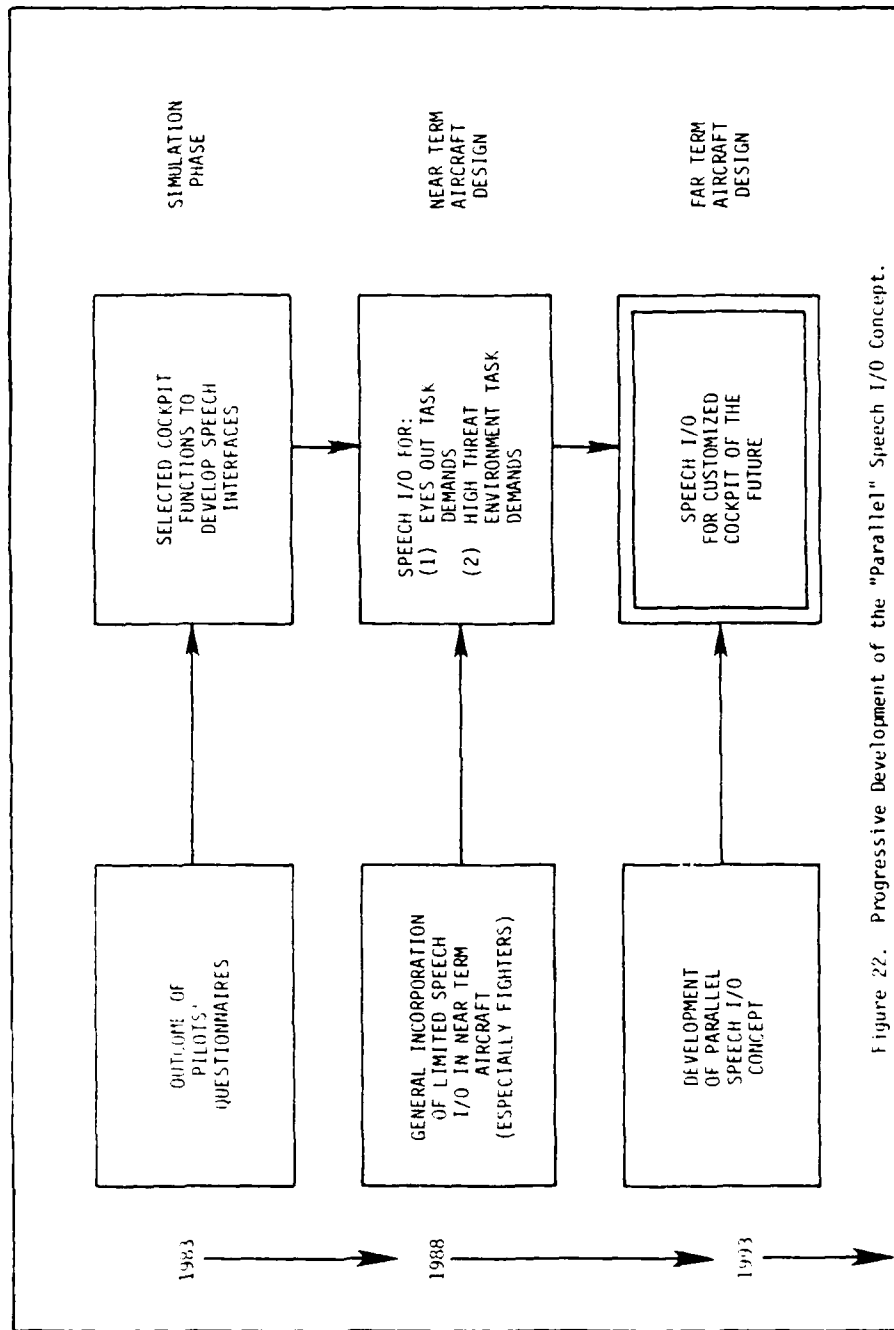 1983
OUTCOME OF
PILOTS'
QUESTIONNAIRES
SELECTED COCKPIT
FUNCTIONS TO
DEVELOP SPEECH
INTERFACES
SIMULATION
PHASE
1988
GENERAL INCORPORATION
OF LIMITED SPEECH
I/O IN NEAR TERM
AIRCRAFT
(ESPECIALLY FIGHTERS)
SPEECH I/O FOR:
(1) EYES OUT TASK
DEMANDS
(2) HIGH THREAT
ENVIRONMENT TASK
DEMANDS
NEAR TERM
AIRCRAFT
DESIGN
1993
DEVELOPMENT
OF PARALLEL
SPEECH I/O
CONCEPT
SPEECH I/O
FOR CUSTOMIZED
COCKPIT OF THE
FUTURE
FAR TERM
AIRCRAFT
DESIGN
Figure 22. Progressive Development of the "Parallel" Speech I/O Concept.